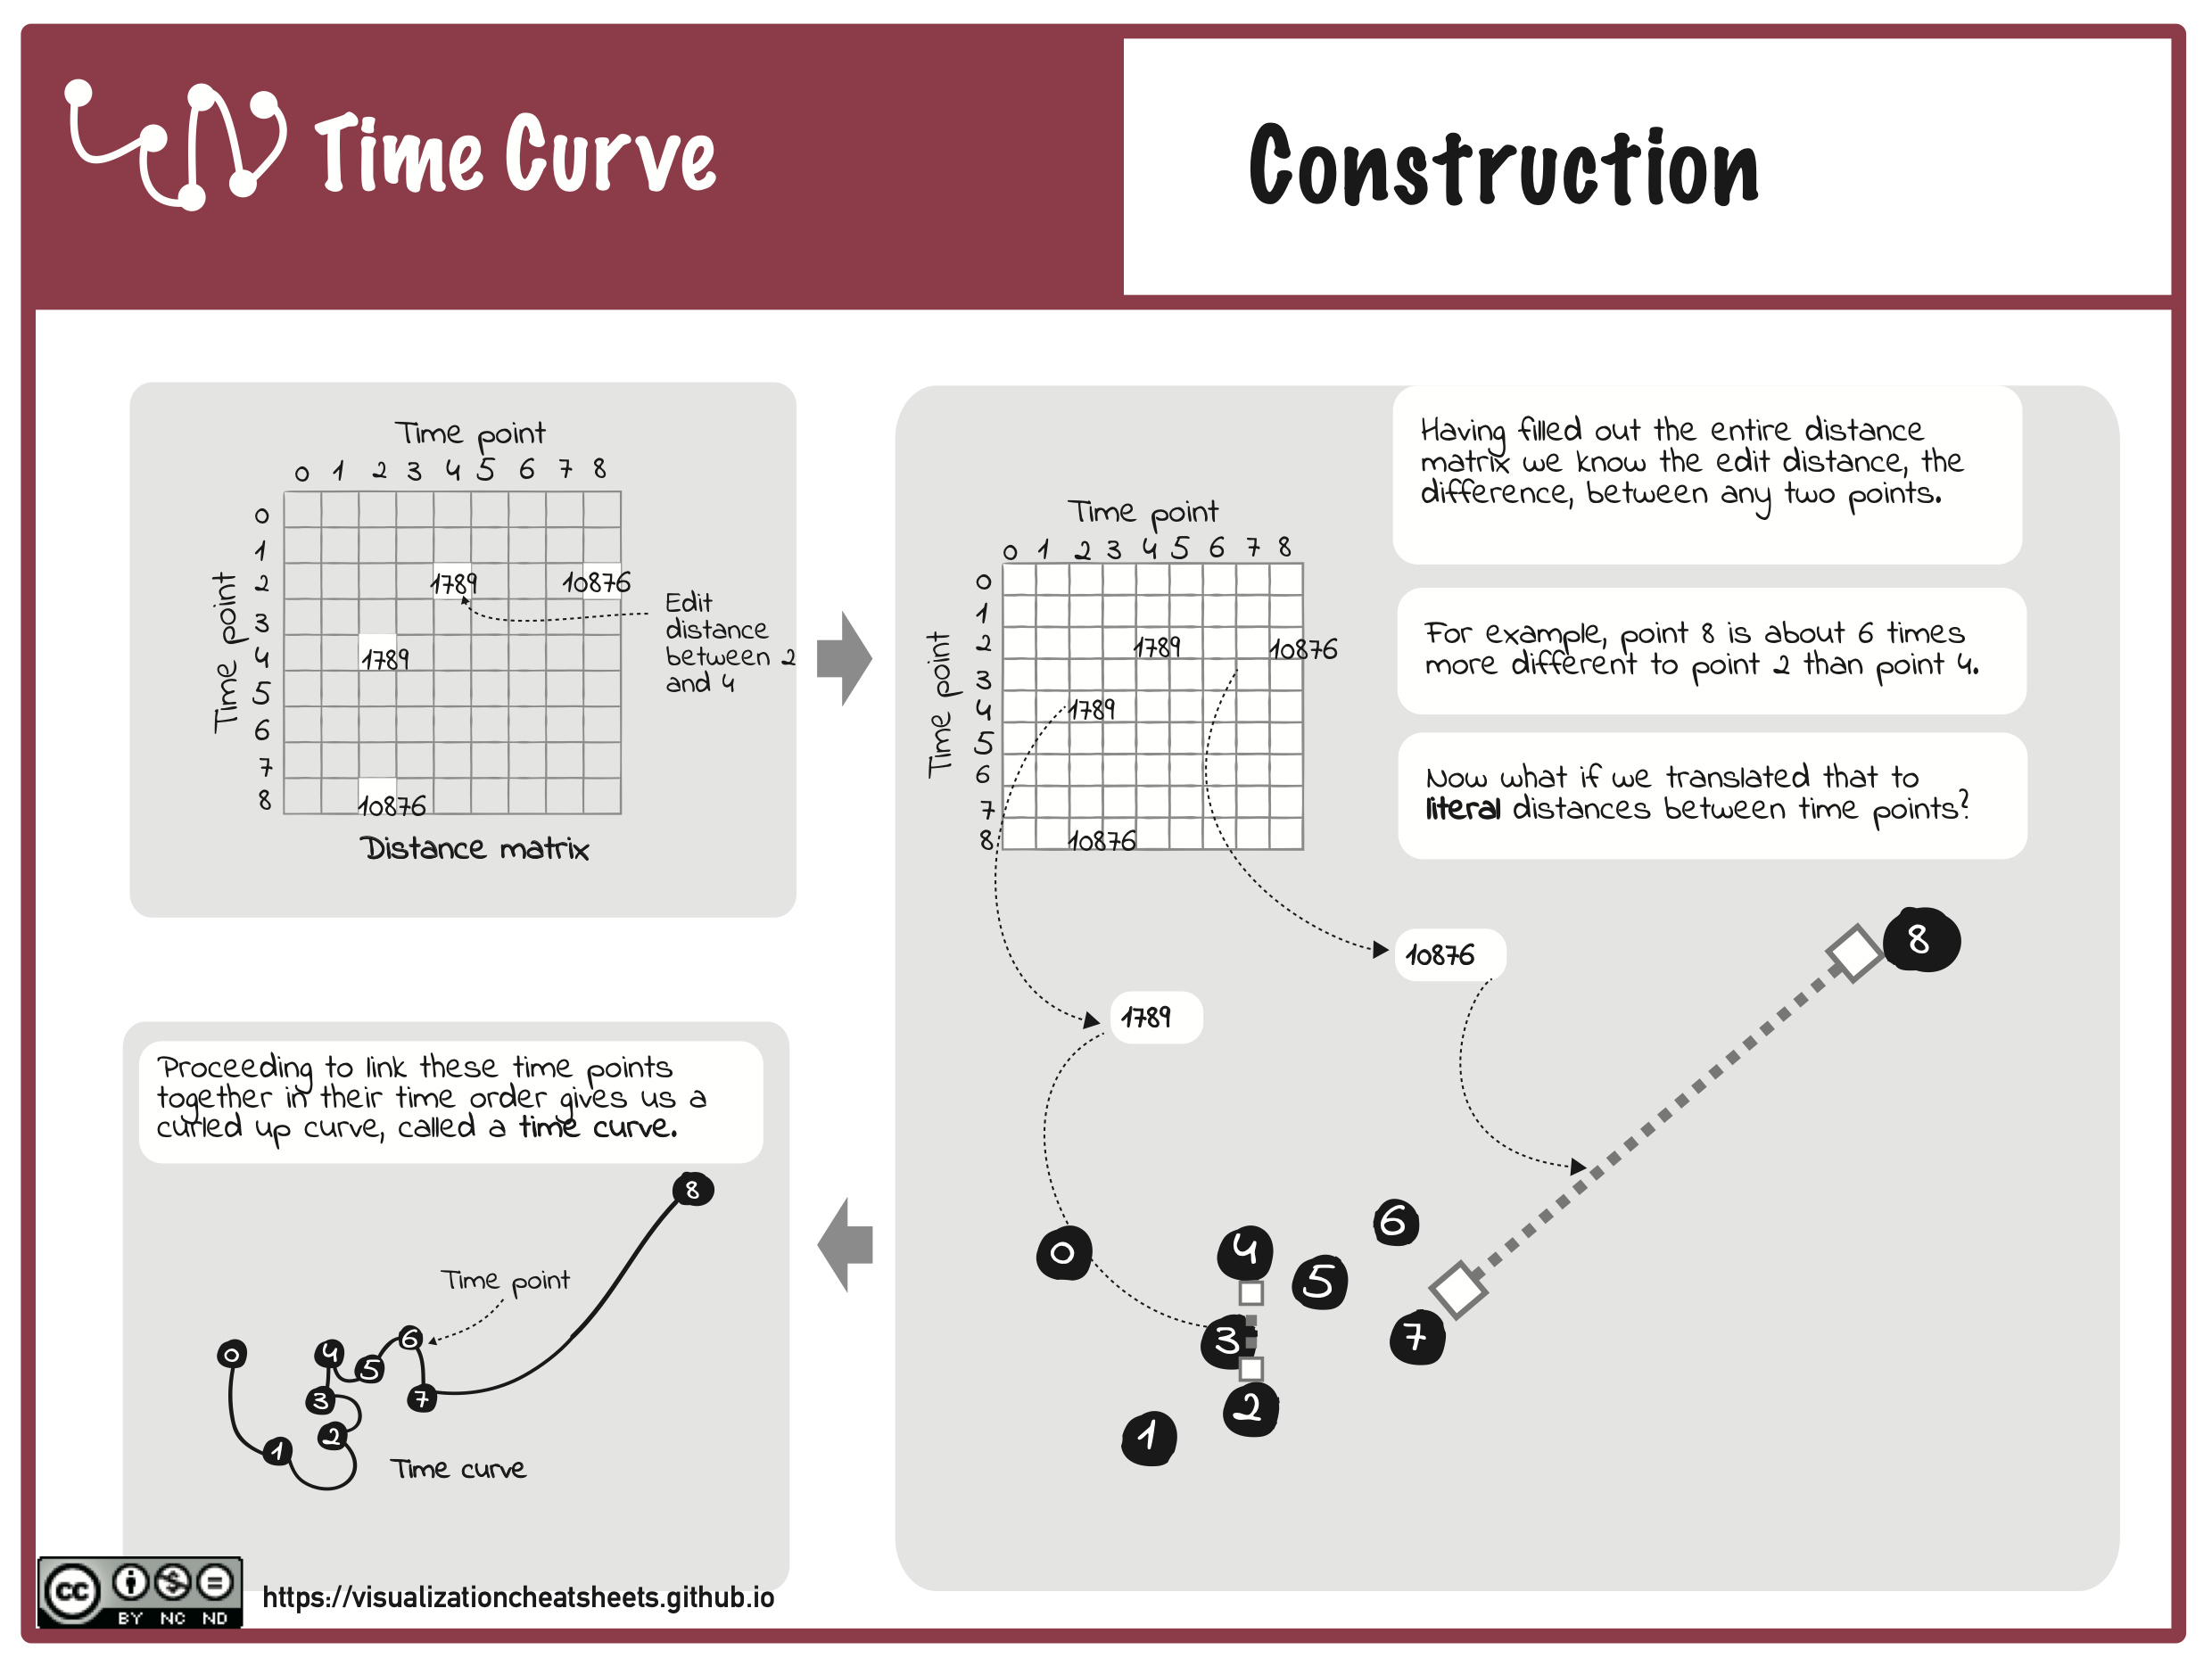 Time Curve
Construction
Time point
0 1 2 3 4 5 6 7 8
Time point
0
1
2 1789 10876
3
4 1789
5
6
7
8 10876
Edit
distance
between 2
and 4
Distance matrix
Time point
0 1 2 3 4 5 6 7 8
Time point
0
1
2 1789 10876
3
4 1789
5
6
7
8 10876
Having filled out the entire distance
matrix we know the edit distance, the
difference, between any two points.
For example, point 8 is about 6 times
more different to point 2 than point 4.
Now what if we translated that to
literal distances between time points?
10876
1789
8
6
0
4
5
3
7
2
1
Proceeding to link these time points
together in their time order gives us a
curled up curve, called a time curve.
8
Time point
0
4
6
5
3
7
2
1
Time curve
cc
BY NC ND
https://visualizationcheatsheets.github.io